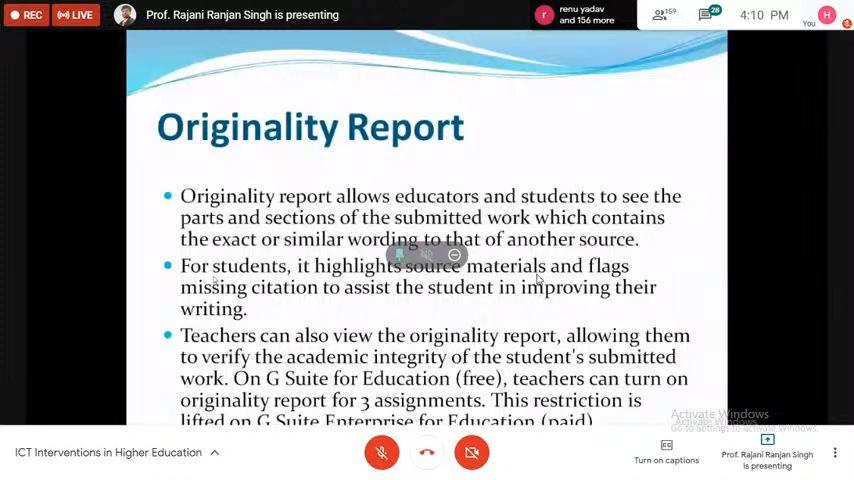 REC
LIVE
Prof. Rajani Ranjan Singh is presenting
r
renu yadav
and 156 more
159
28
4:10 PM
You
H
Originality Report
Originality report allows educators and students to see the
parts and sections of the submitted work which contains
the exact or similar wording to that of another source.
For students, it highlights source materials and flags
missing citation to assist the student in improving their
writing.
Teachers can also view the originality report, allowing them
to verify the academic integrity of the student's submitted
work. On G Suite for Education (free), teachers can turn on
originality report for 3 assignments. This restriction is
lifted on G Suite Enterprise for Education (paid)
Activate Windows
Activate Windows
Go to Settings to activate Windows.
ICT Interventions in Higher Education
Turn on captions
Prof. Rajani Ranjan Singh
is presenting